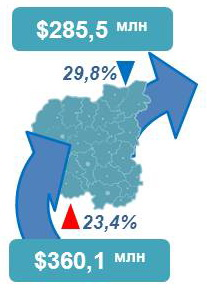 $285,5 млн
29,8%
23,4%
$360,1 млн